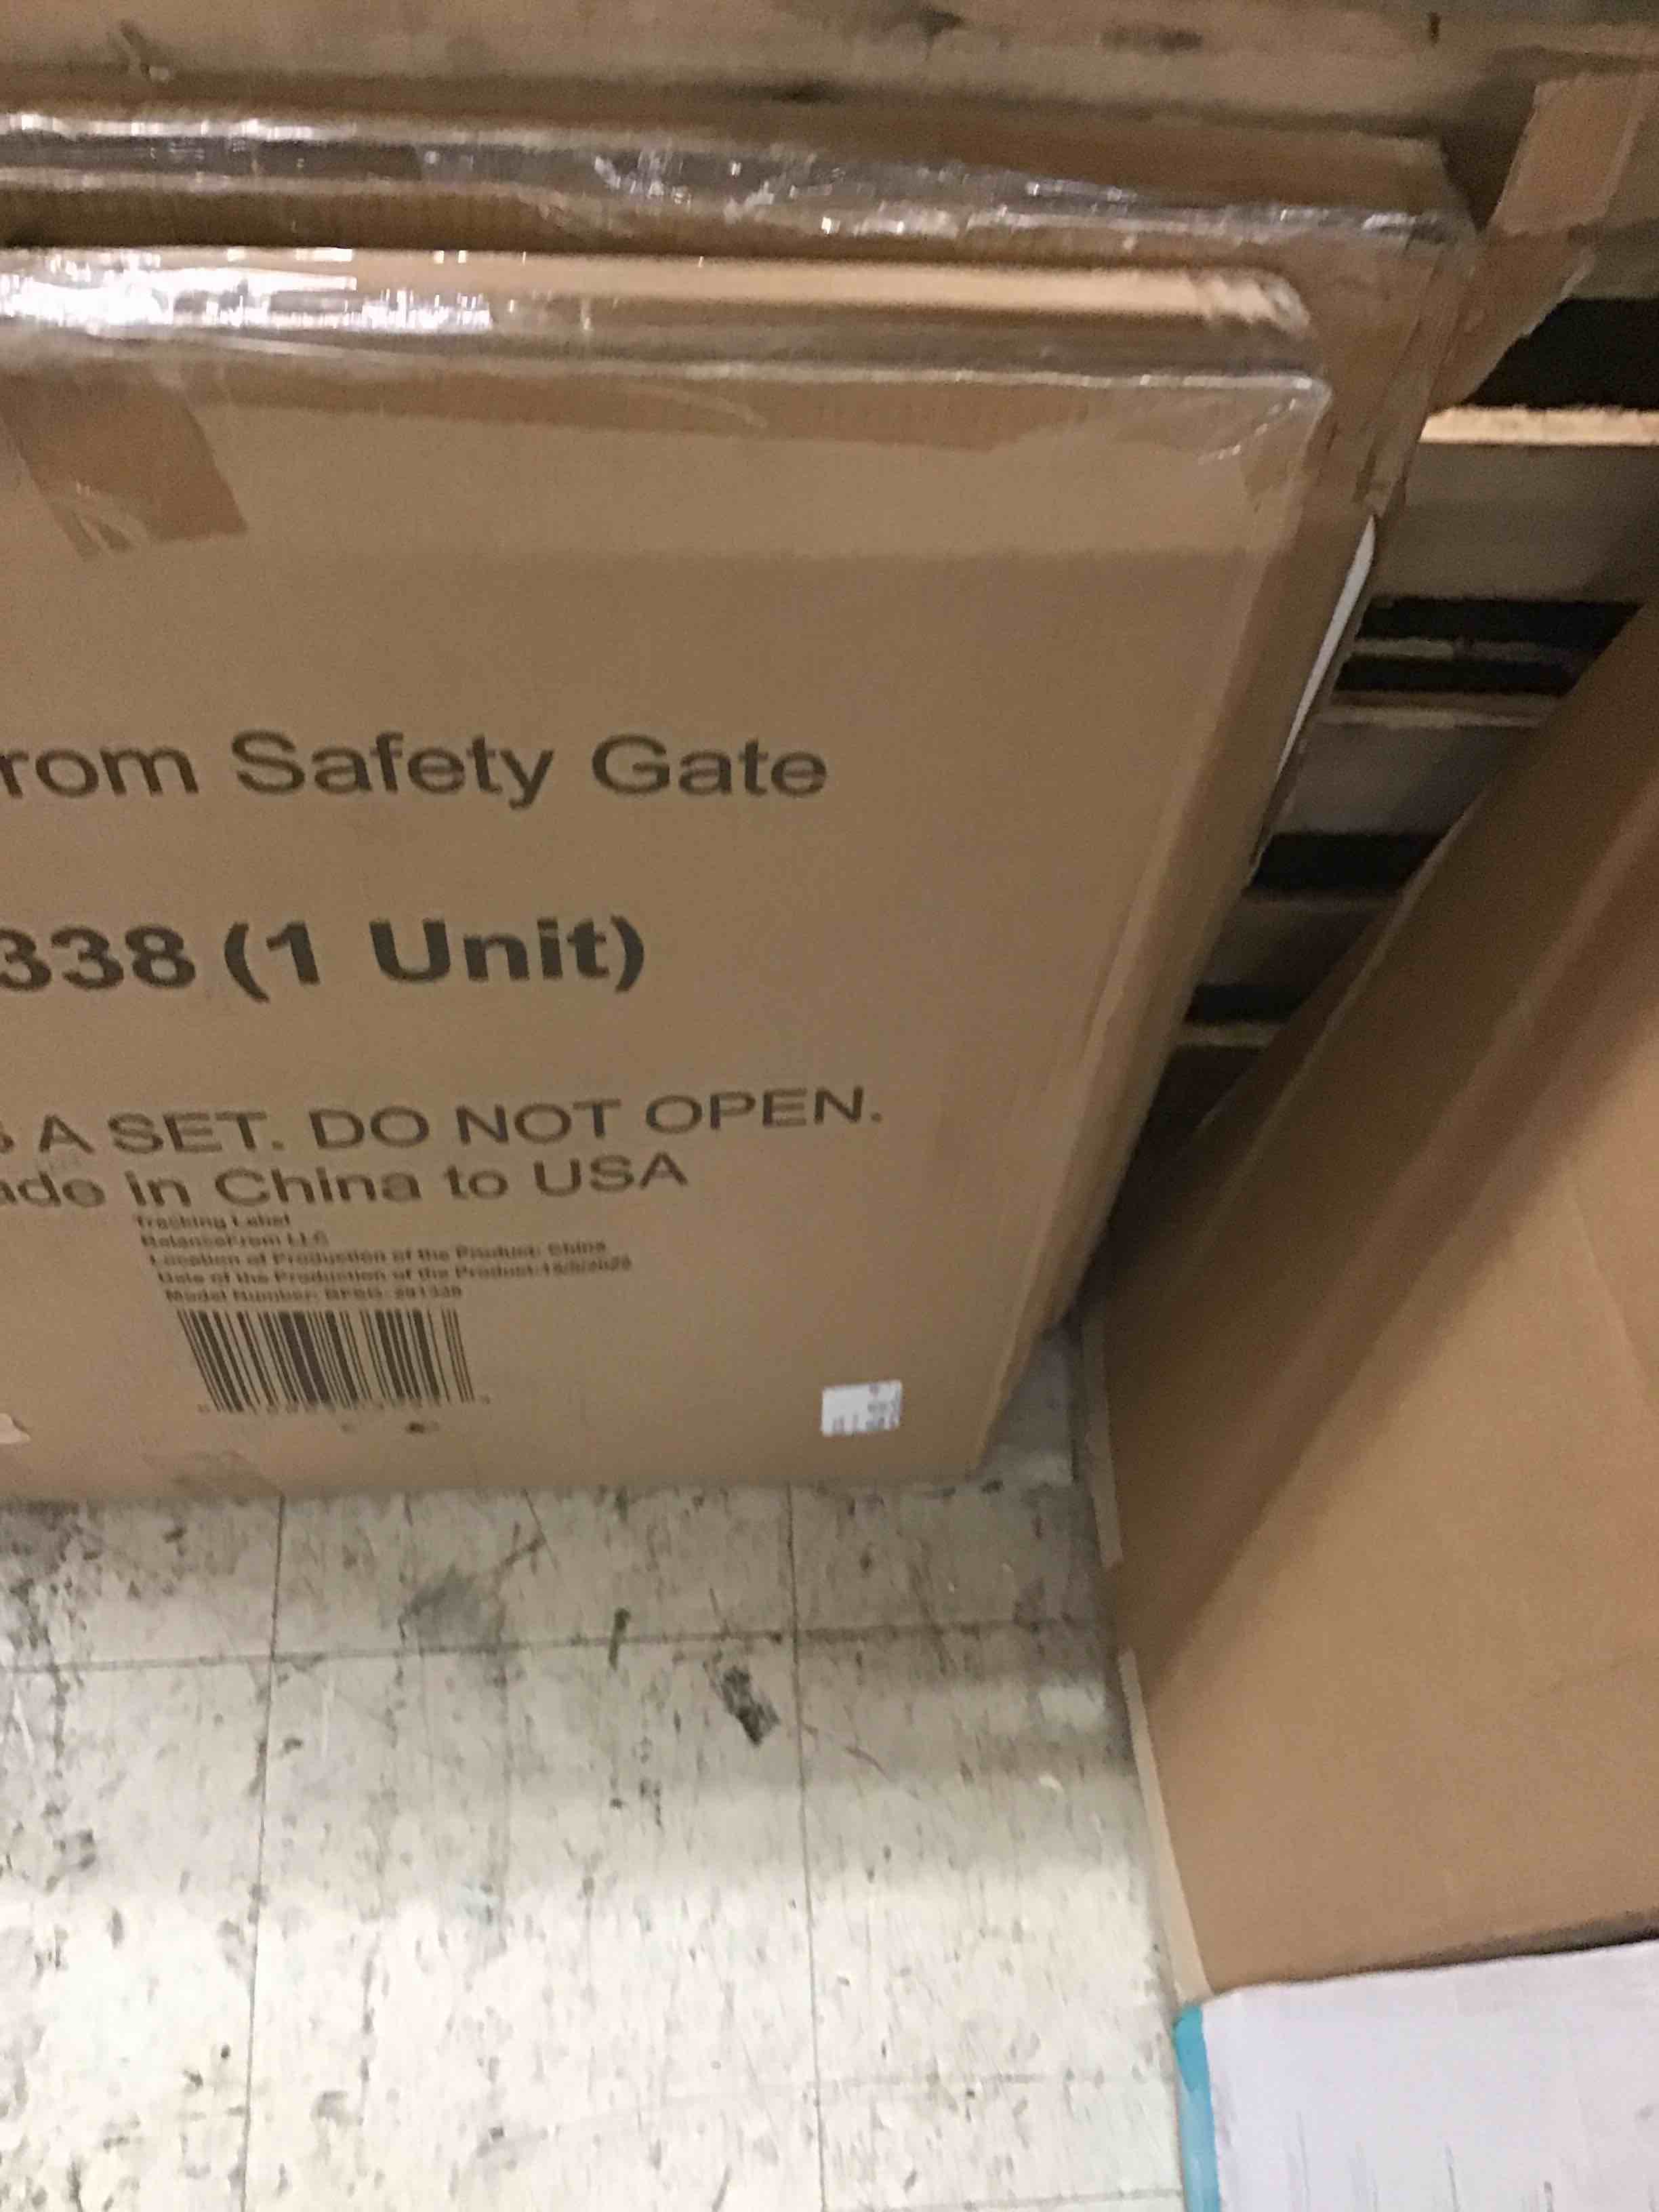 rom Safety Gate
338 (1 Unit)
A SET. DO NOT OPEN.
ade in China to USA
Tracking Label
BalanceFrom LLC
Location of Production of the Product: China
Date of the Production of the Product:
Model Number: